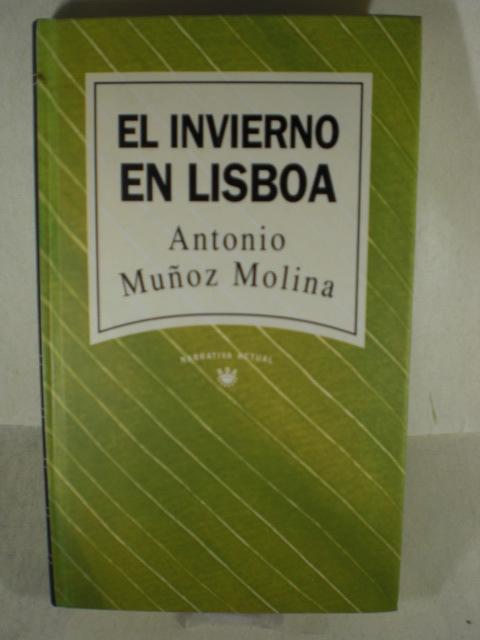 EL INVIERNO
EN LISBOA
Antonio
Muñoz Molina
NARRATIVA ACTUAL